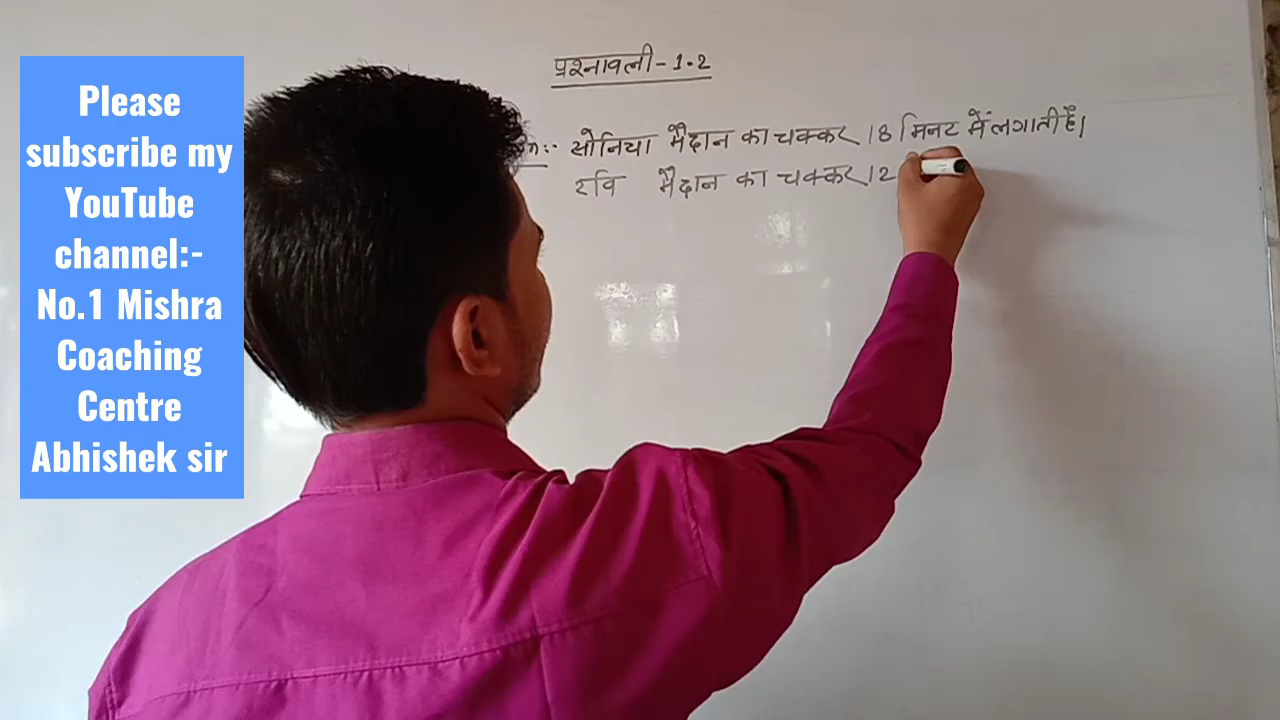 Please
subscribe my
YouTube
channel:-
No.1 Mishra
Coaching
Centre
Abhishek sir
प्रश्नावली - 1.2
सोनिया मैदान का चक्कर 18 मिनट में लगाती है।
रवि मैदान का चक्कर 12